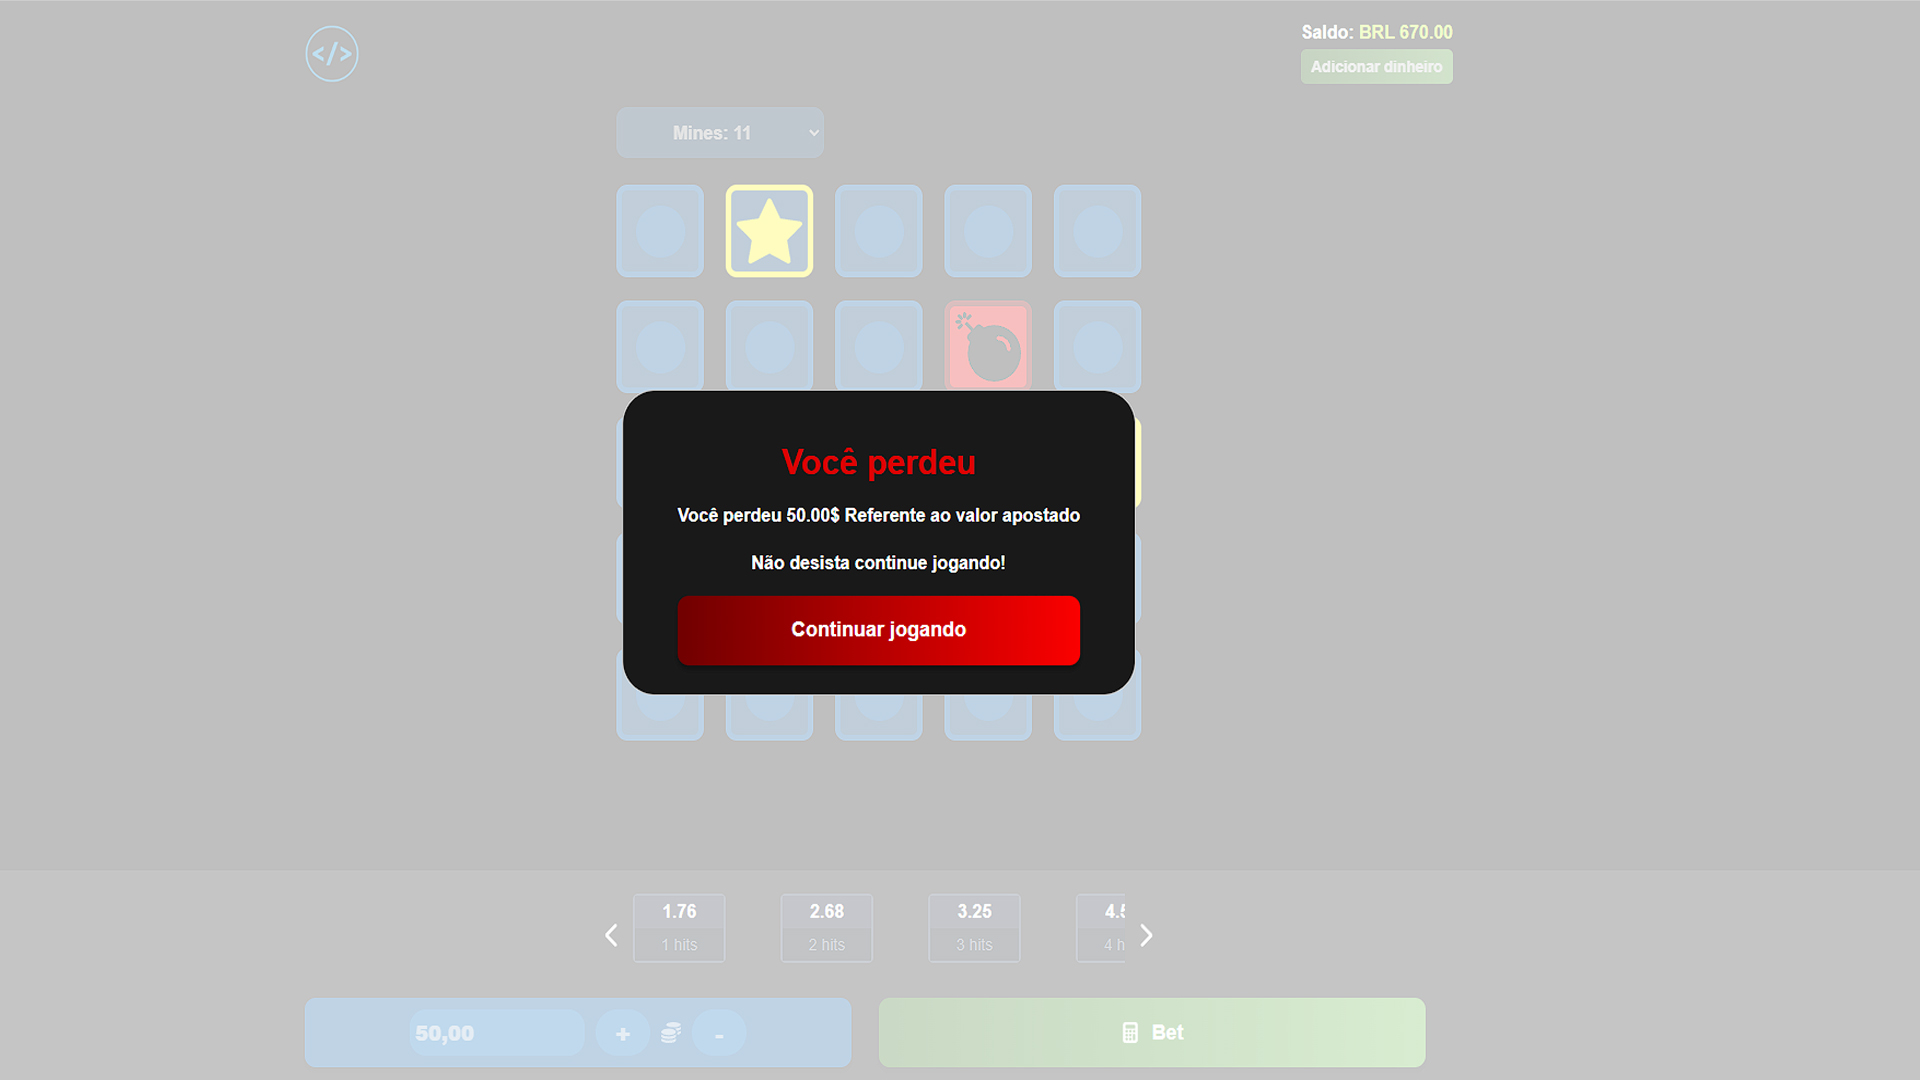 </>
Saldo: BRL 670.00
Adicionar dinheiro
Mines: 11
Você perdeu
Você perdeu 50.00$ Referente ao valor apostado
Não desista continue jogando!
Continuar jogando
1.76
1 hits
2.68
2 hits
3.25
3 hits
4.5
4 h
50,00
+
-
Bet